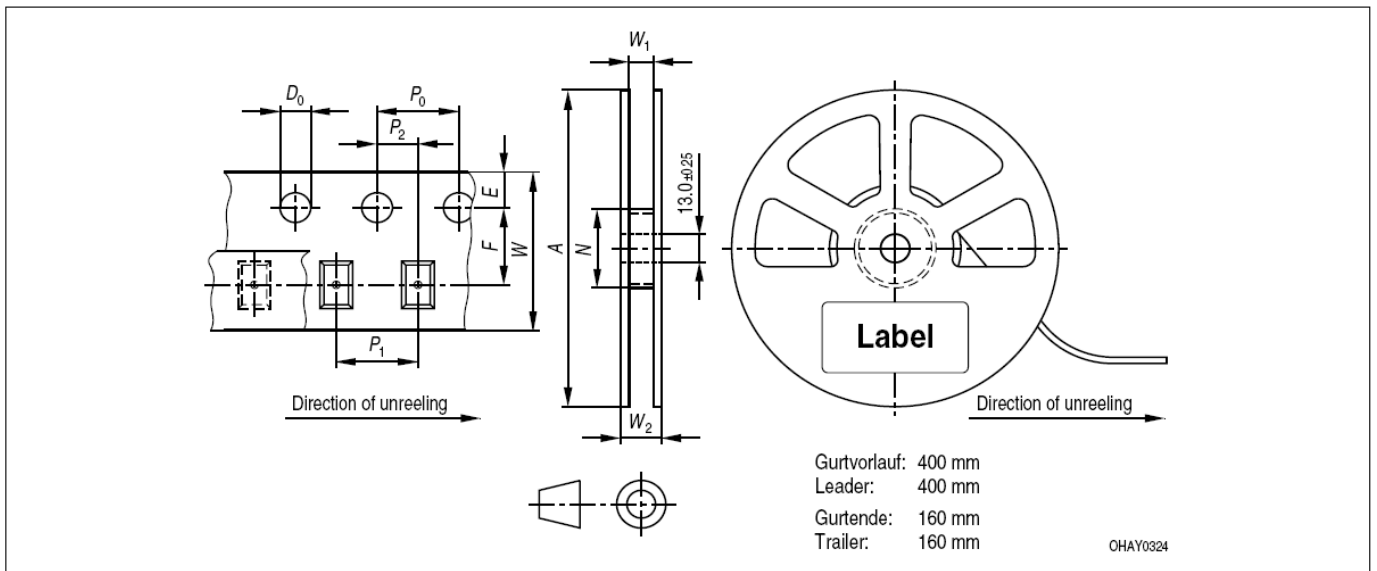 W₁
D₀
P₀
P₂
E
F
W
A
N
13.0±0.25
P₁
W₂
Label
Direction of unreeling
Direction of unreeling
Gurtvorlauf: 400 mm
Leader: 400 mm
Gurtende: 160 mm
Trailer: 160 mm
OHAY0324